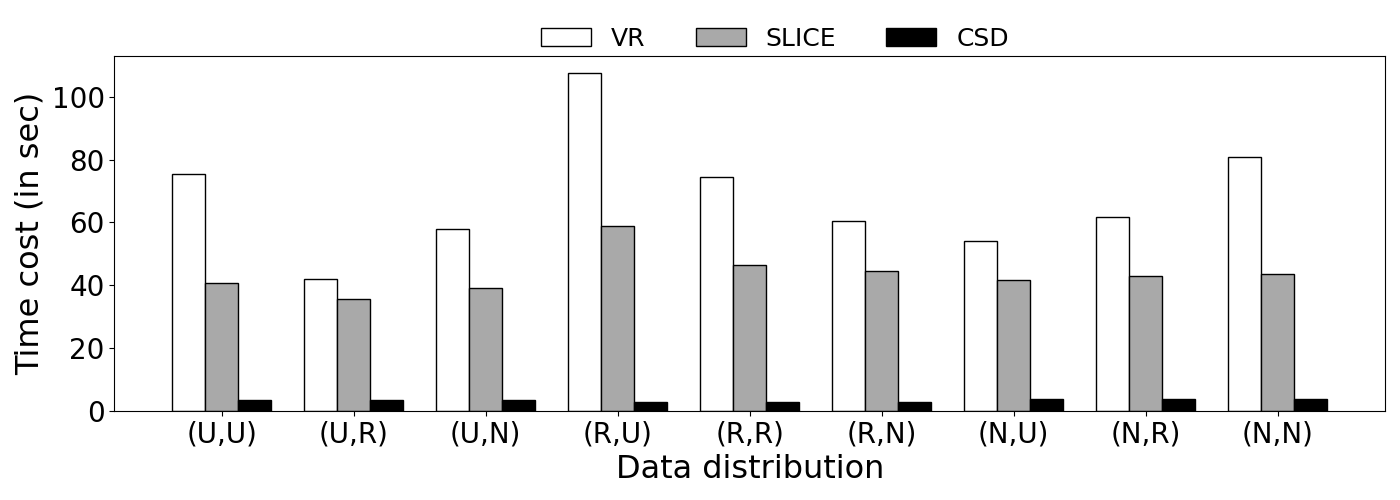 VR SLICE CSD
Time cost (in sec)
100
80
60
40
20
0
(U,U) (U,R) (U,N) (R,U) (R,R) (R,N) (N,U) (N,R) (N,N)
Data distribution